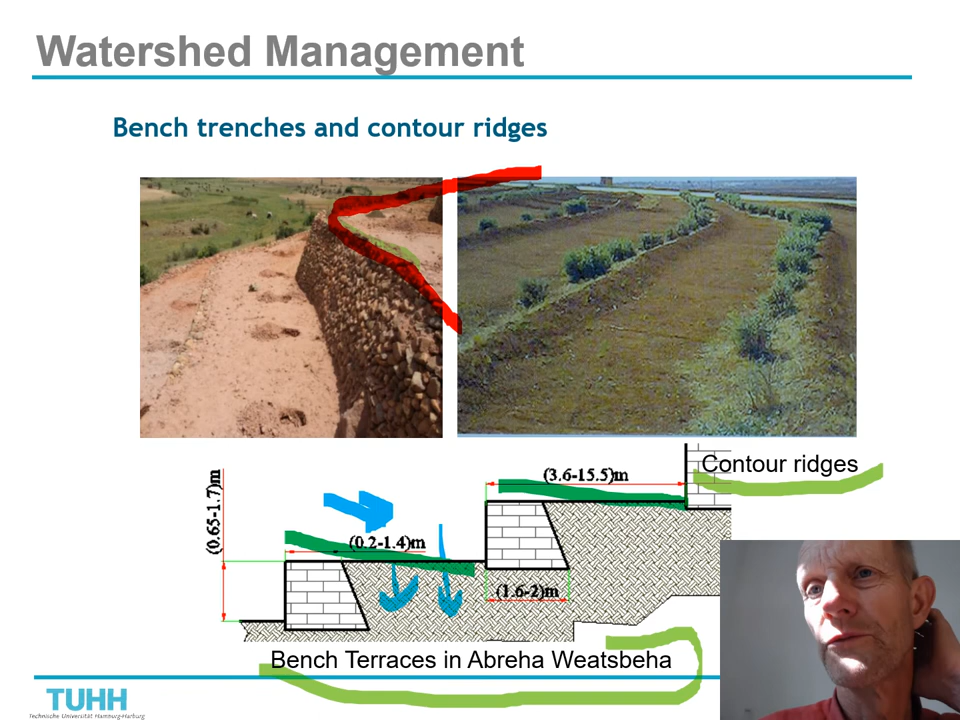 Watershed Management
Bench trenches and contour ridges
Contour ridges
(3.6-15.5)m
(0.65-1.7)m
(0.2-1.4)m
(1.6-2)m
Bench Terraces in Abreha Weatsbeha
TUHH
Technische Universität Hamburg-Harburg